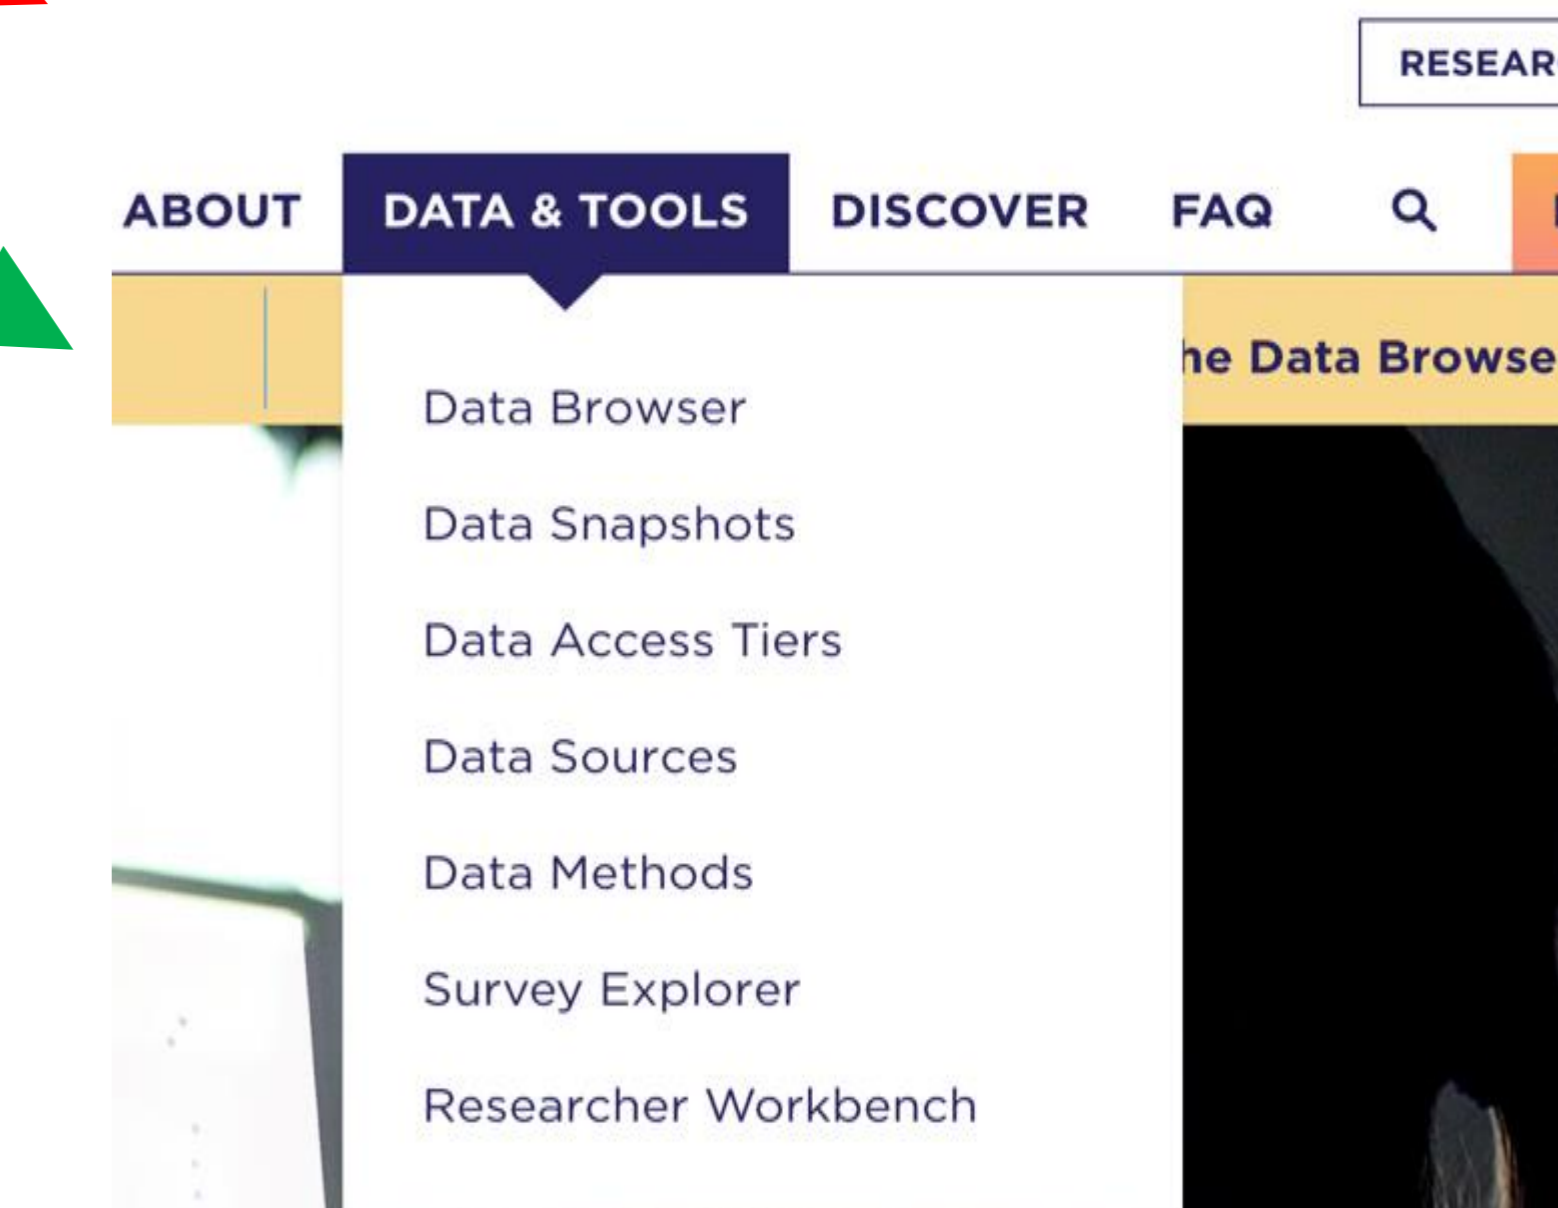 RESEAR
ABOUT DATA & TOOLS DISCOVER FAQ
he Data Browse
Data Browser
Data Snapshots
Data Access Tiers
Data Sources
Data Methods
Survey Explorer
Researcher Workbench